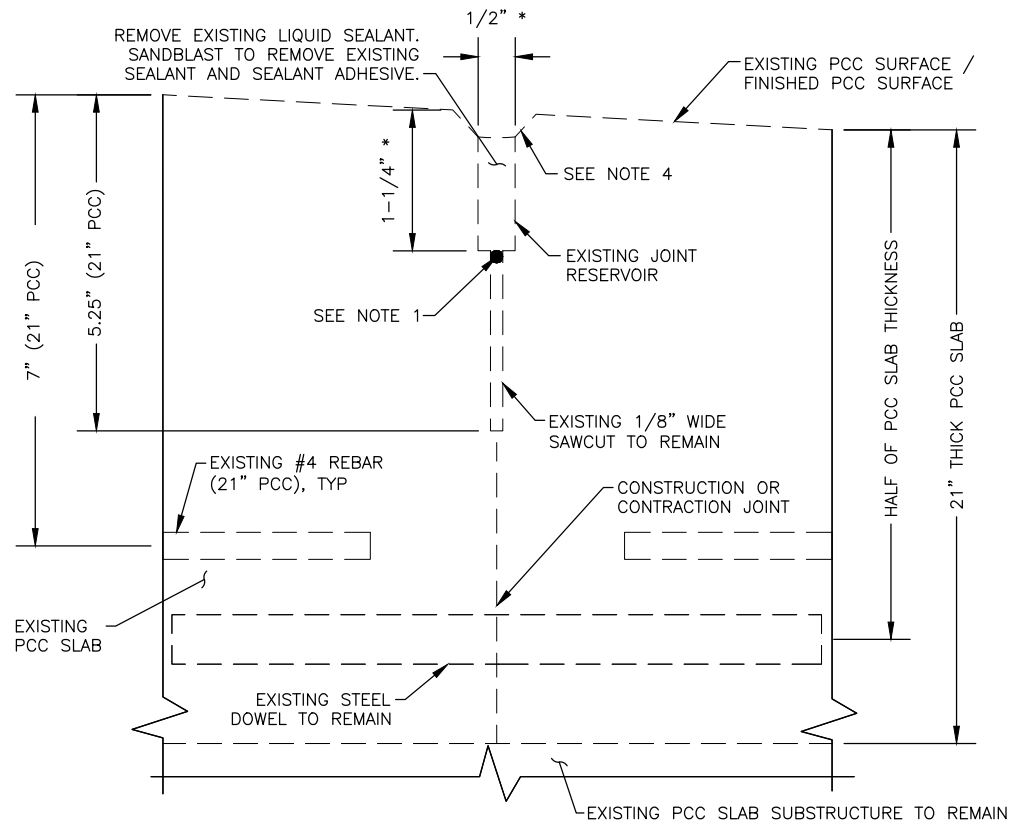 1/2" *
REMOVE EXISTING LIQUID SEALANT.
SANDBLAST TO REMOVE EXISTING
SEALANT AND SEALANT ADHESIVE.
EXISTING PCC SURFACE /
FINISHED PCC SURFACE
SEE NOTE 4
1-1/4" *
5.25" (21" PCC)
7" (21" PCC)
EXISTING JOINT
RESERVOIR
SEE NOTE 1
HALF OF PCC SLAB THICKNESS
21" THICK PCC SLAB
EXISTING 1/8" WIDE
SAWCUT TO REMAIN
EXISTING #4 REBAR
(21" PCC), TYP
CONSTRUCTION OR
CONTRACTION JOINT
EXISTING
PCC SLAB
EXISTING STEEL
DOWEL TO REMAIN
EXISTING PCC SLAB SUBSTRUCTURE TO REMAIN